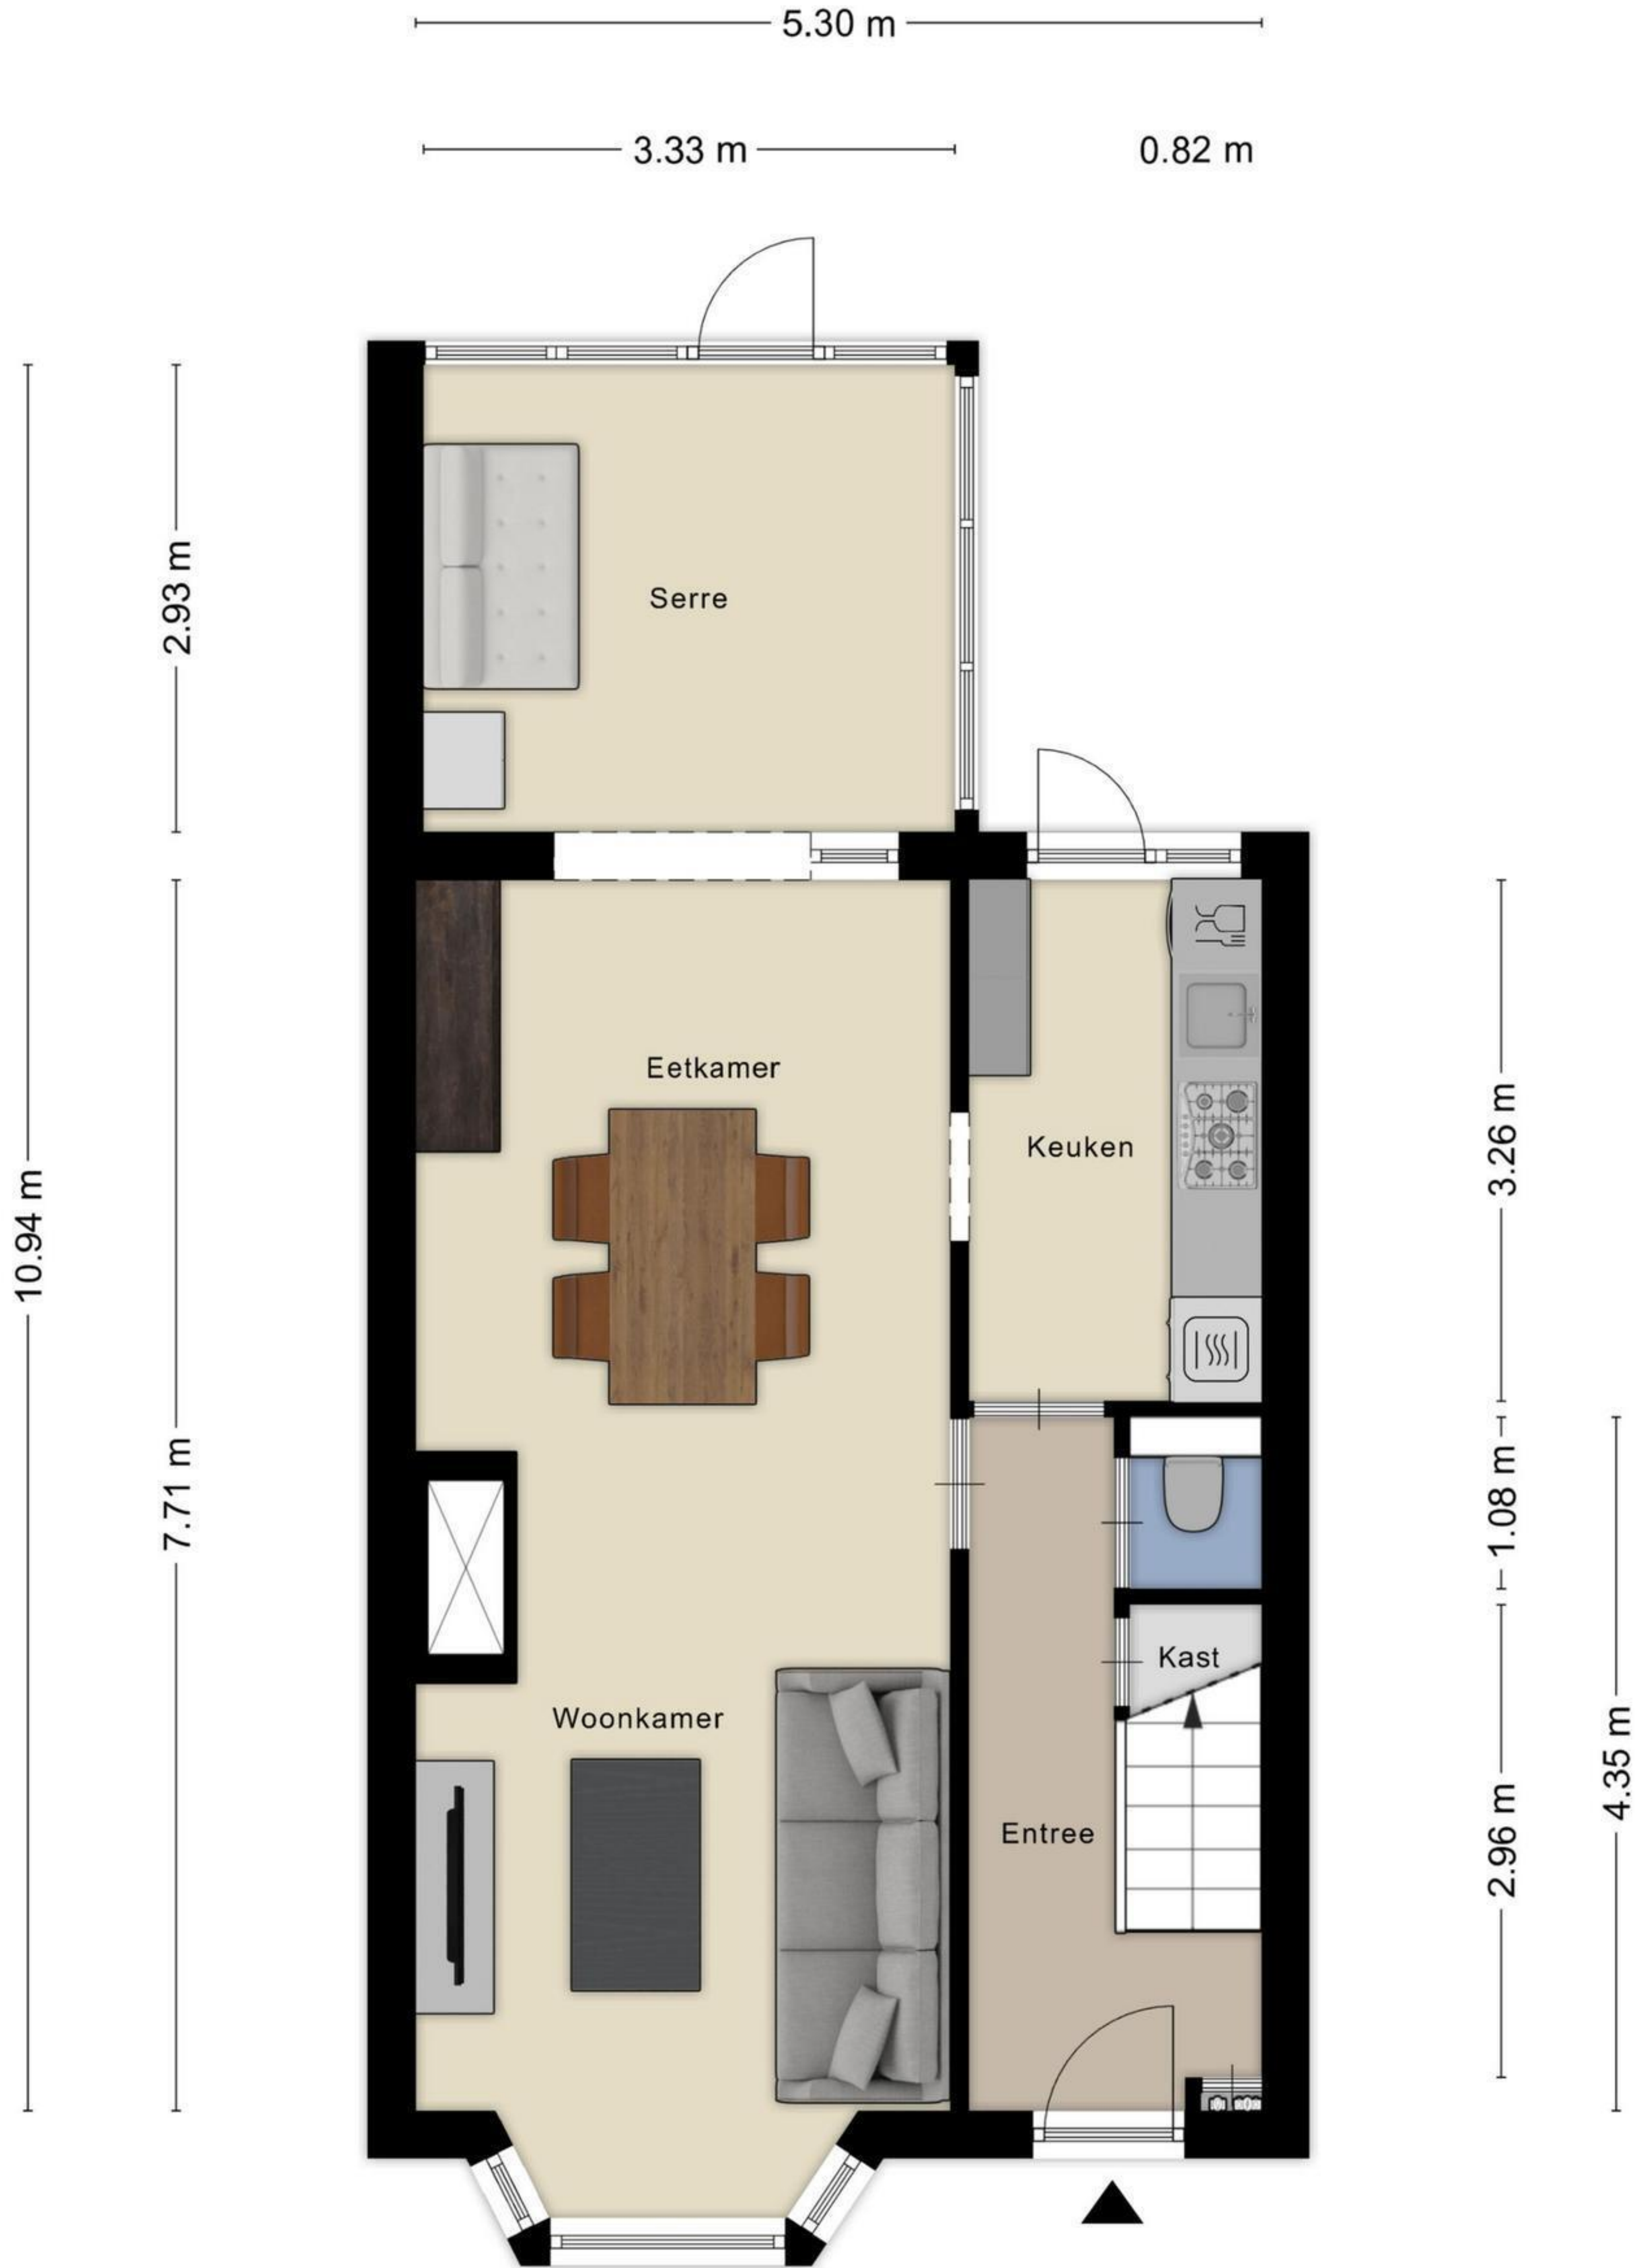 5.30 m
3.33 m
0.82 m
2.93 m
Serre
Eetkamer
Keuken
3.26 m
10.94 m
7.71 m
1.08 m
Kast
Woonkamer
4.35 m
Entree
2.96 m